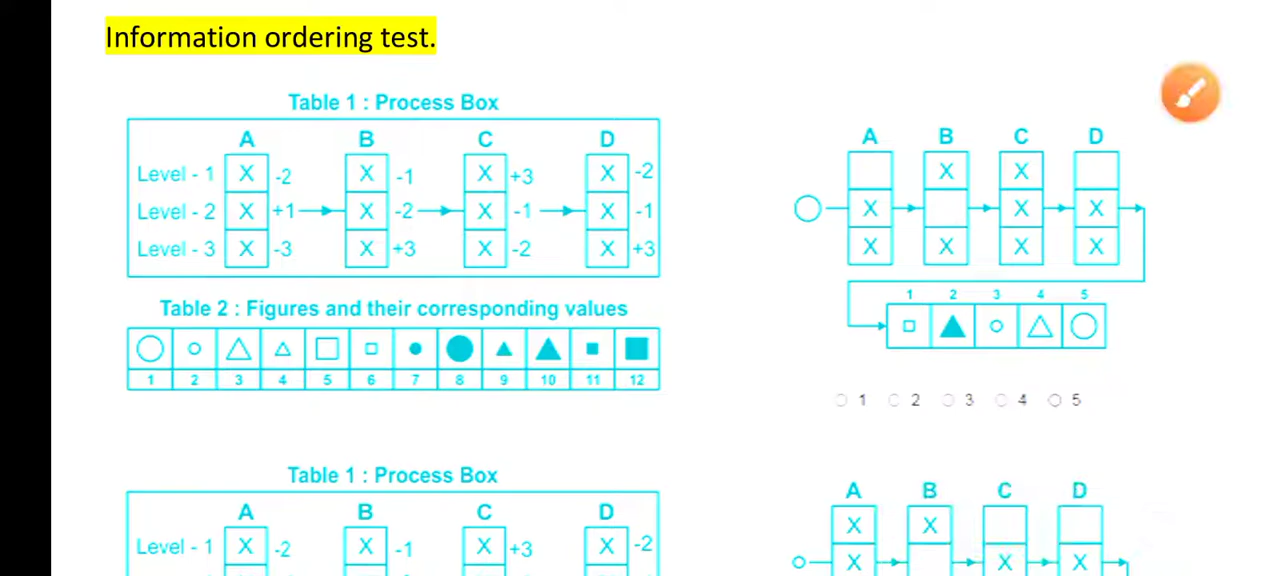 Information ordering test.
Table 1 : Process Box
A B C D
Level - 1 X -2 X -1 X +3 X -2
Level - 2 X +1 X -2 X -1 X -1
Level - 3 X -3 X +3 X -2 X +3
Table 2 : Figures and their corresponding values
1 2 3 4 5 6 7 8 9 10 11 12
A B C D
X X
X X X
X X X X
1 2 3 4 5
1 2 3 4 5
Table 1 : Process Box
A B C D
Level - 1 X -2 X -1 X +3 X -2
A B C D
X X
X X X